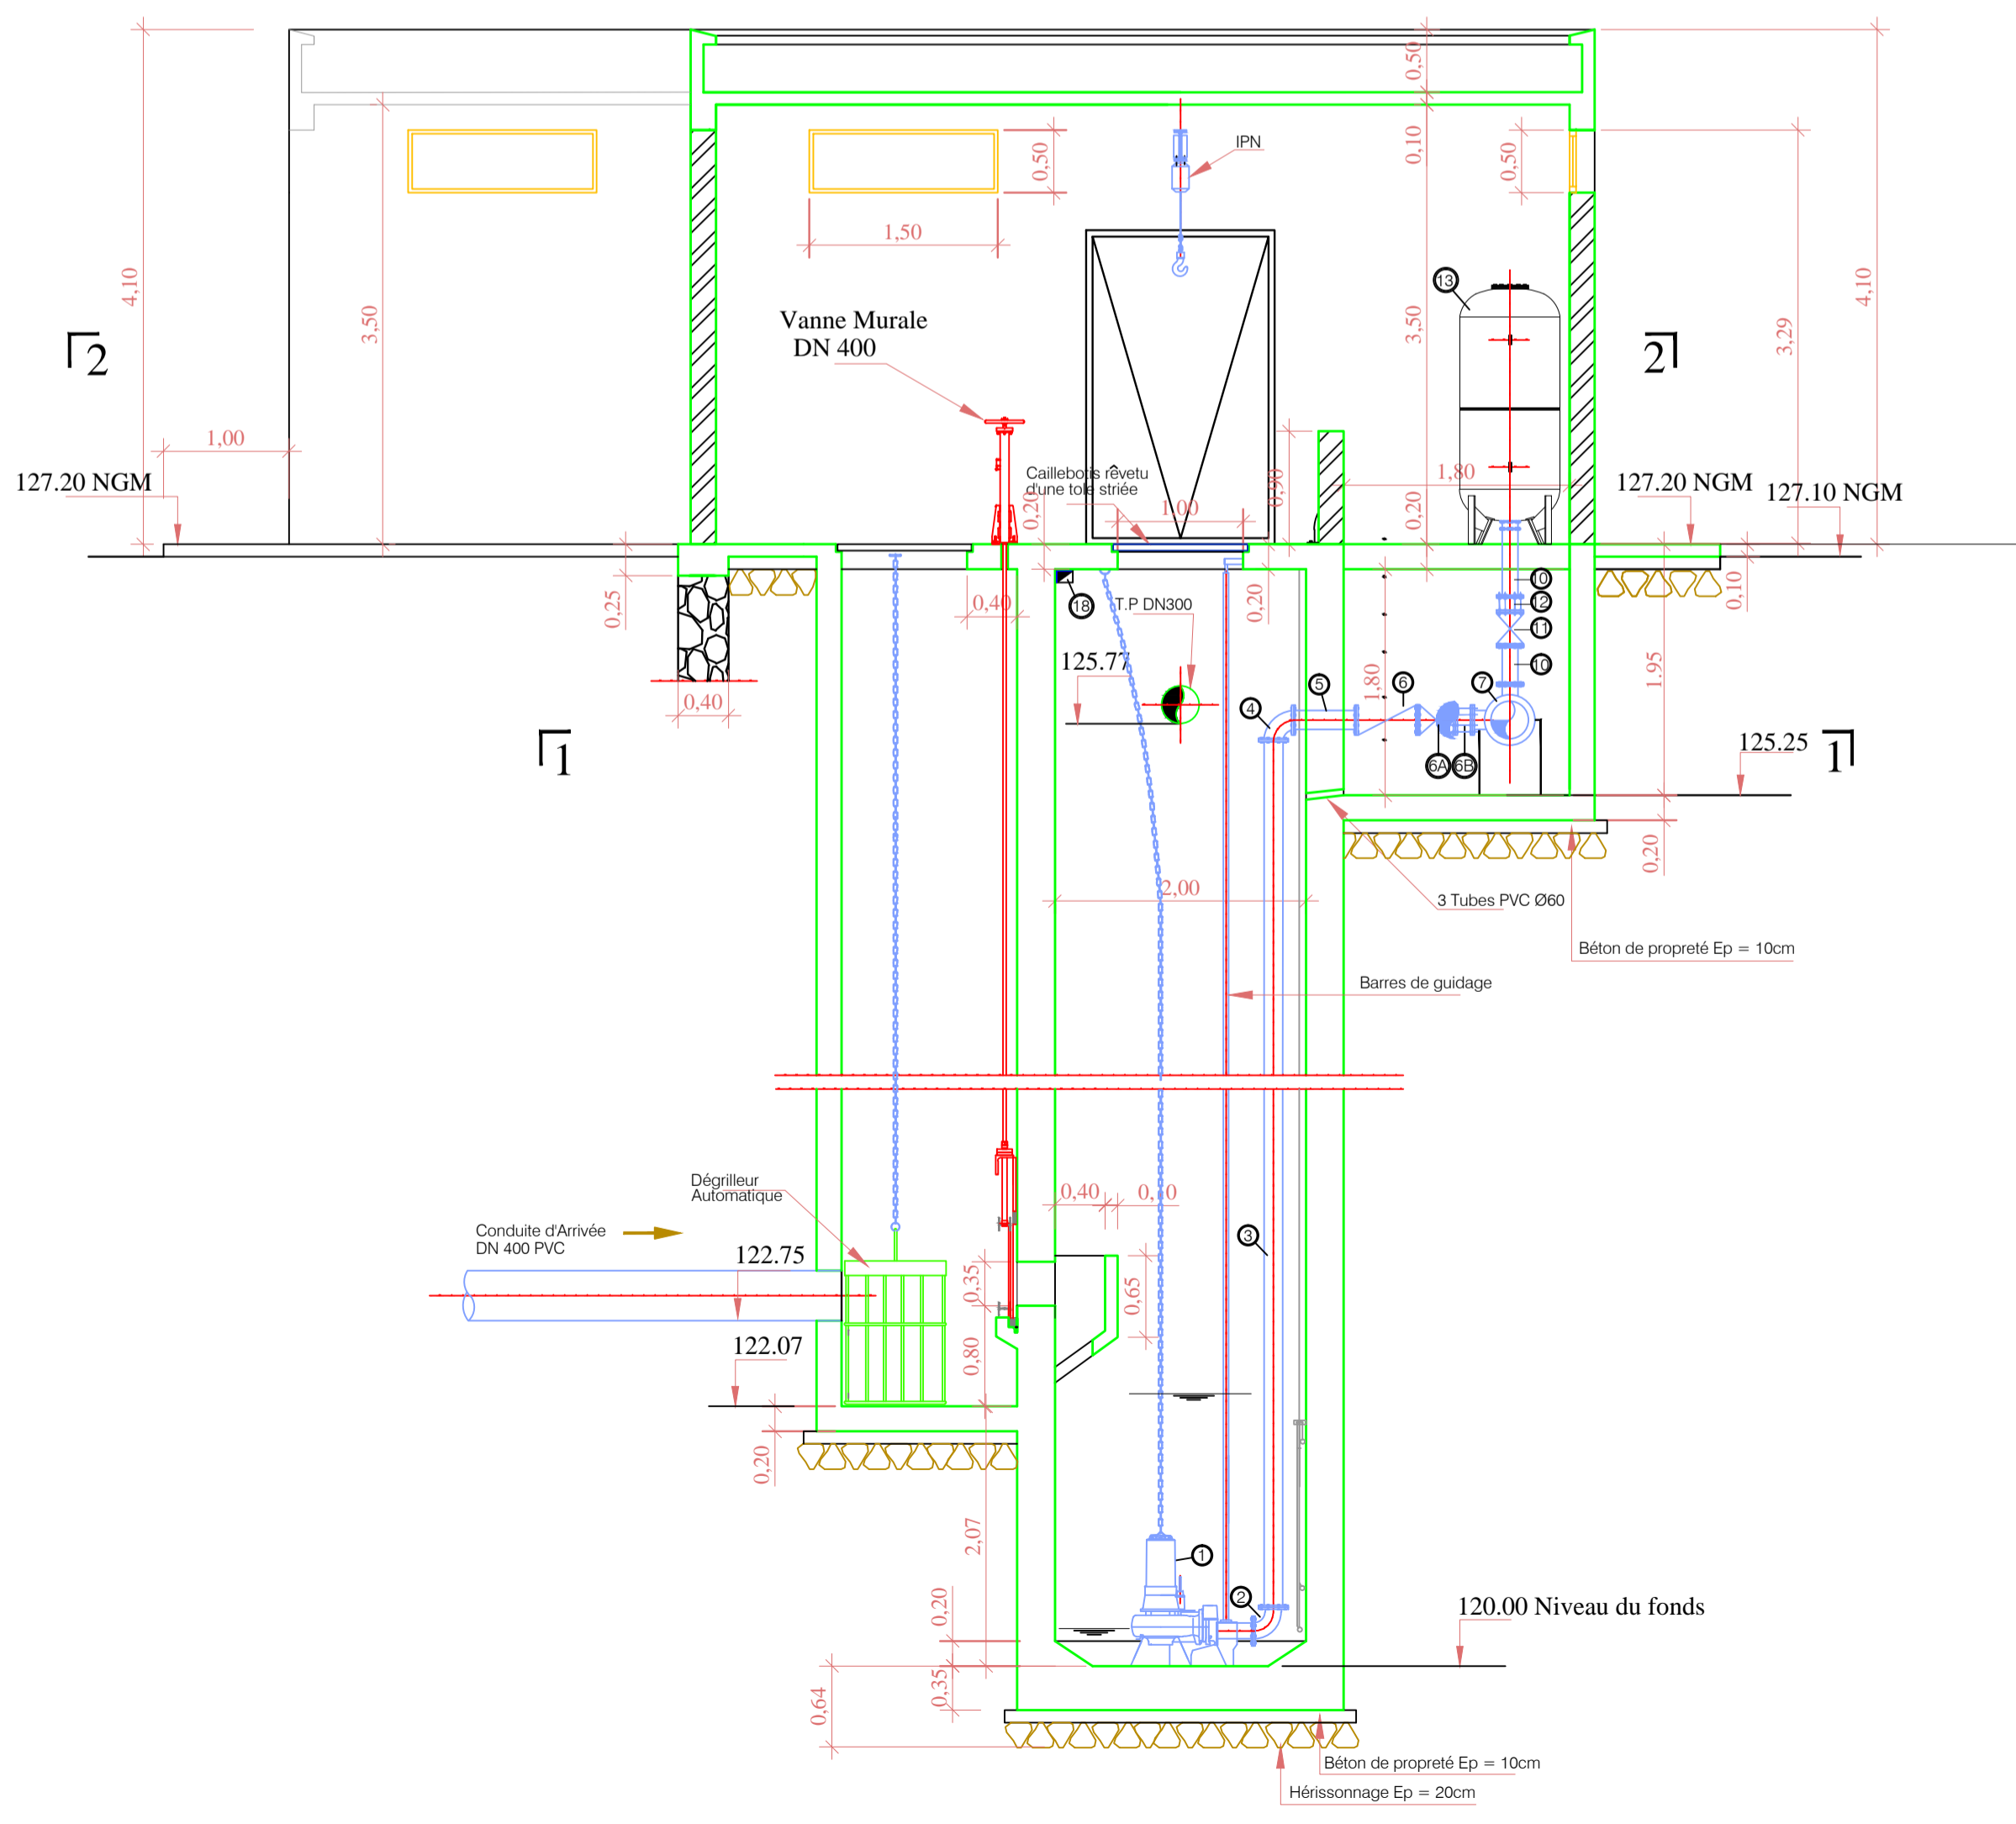 0,50
0,10
IPN
0,50
0,50
1,50
4,10
3,50
Vanne Murale
DN 400
13
3,50
3,29
4,10
2
2
1,00
127.20 NGM
Caillebotis rêvetu
d'une tole striée
0,20
1,00
0,90
1,80
0,20
127.20 NGM
127.10 NGM
0,25
0,40
0,40
18
T.P DN300
0,20
10
12
11
10
0,10
1.95
125.77
1,80
4
5
6
7
6A
6B
125.25
1
1
0,20
2,00
3 Tubes PVC Ø60
Béton de propreté Ep = 10cm
Barres de guidage
Dégrilleur
Automatique
Conduite d'Arrivée
DN 400 PVC
0,40
0,10
3
122.75
0,35
0,65
122.07
0,80
0,20
2,07
1
2
0,20
120.00 Niveau du fonds
0,64
0,35
Béton de propreté Ep = 10cm
Hérissonnage Ep = 20cm